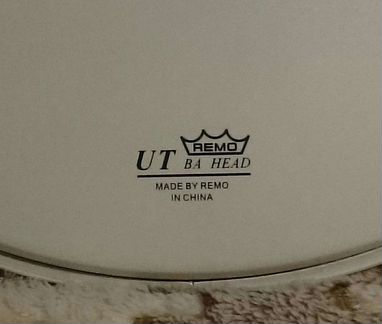 REMO
UT BA HEAD
MADE BY REMO
IN CHINA